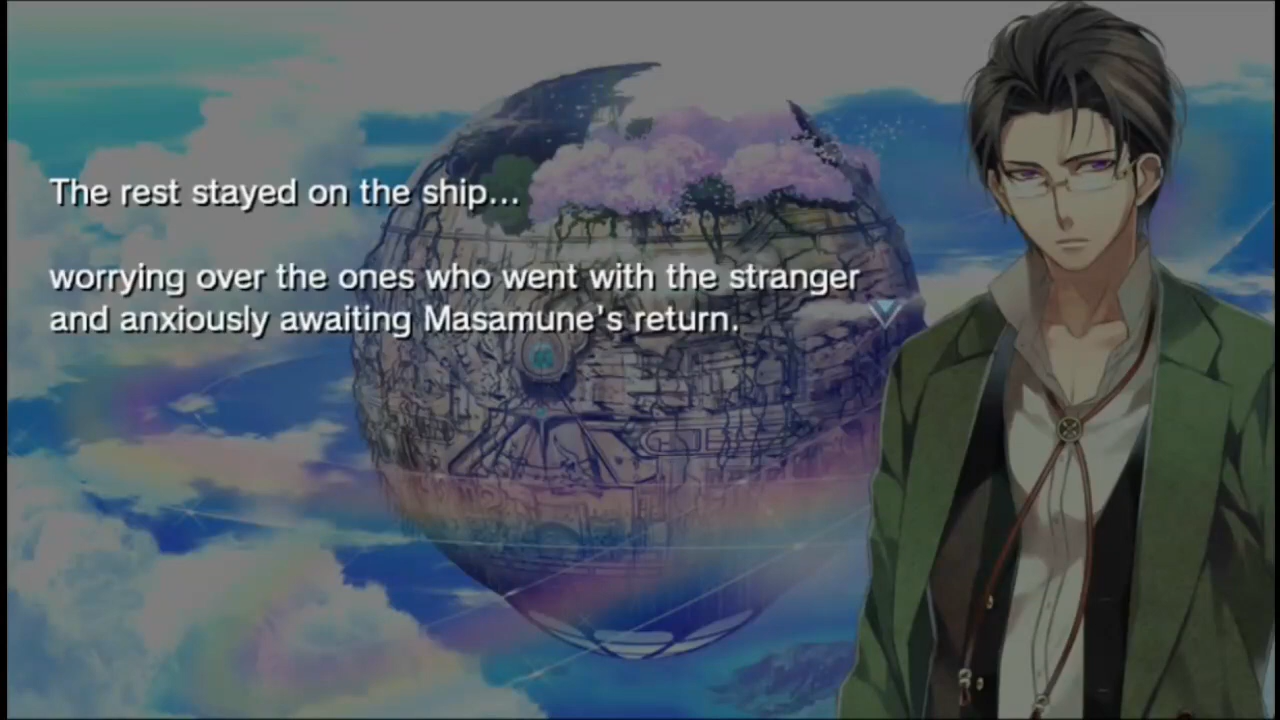 The rest stayed on the ship...
worrying over the ones who went with the stranger
and anxiously awaiting Masamune's return.